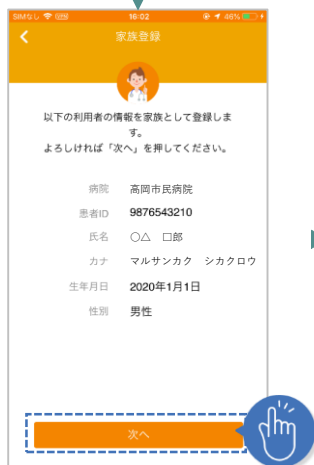 SIMなし 16:02 46%
家族登録
以下の利用者の情報を家族として登録しま
す。
よろしければ「次へ」を押してください。
病院 高岡市民病院
患者ID 9876543210
氏名 ○△ □郎
カナ マルサンカク シカクロウ
生年月日 2020年1月1日
性別 男性
次へ